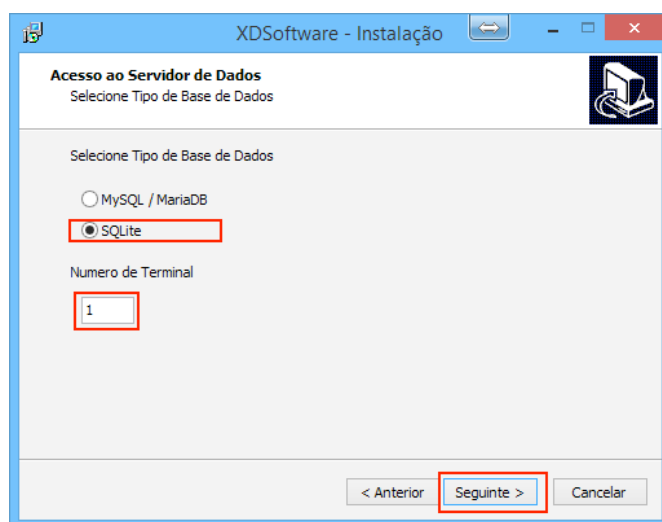 XDSoftware - Instalação
Acesso ao Servidor de Dados
Selecione Tipo de Base de Dados
Selecione Tipo de Base de Dados
MySQL / MariaDB
SQLite
Numero de Terminal
1
< Anterior
Seguinte >
Cancelar